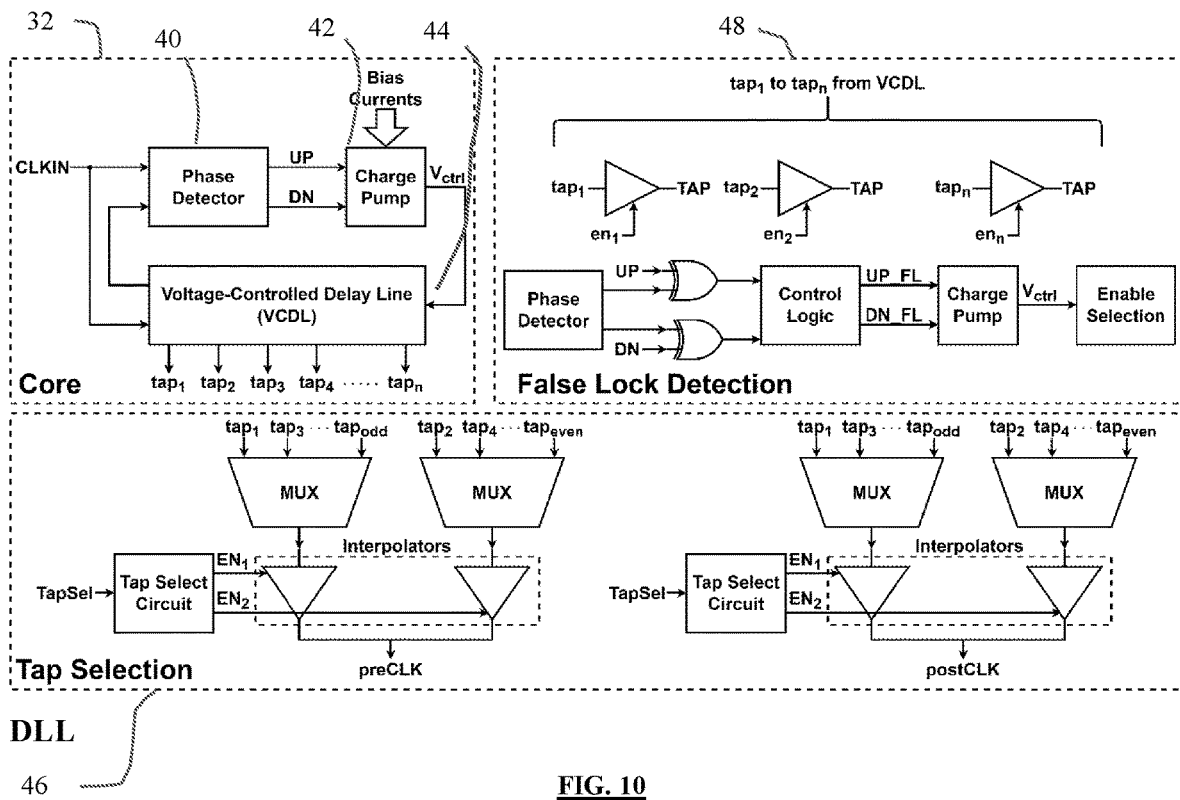 32
40
42
44
48
Bias
Currents
CLKIN
Phase
Detector
UP
DN
Charge
Pump
Vctrl
Voltage-Controlled Delay Line
(VCDL)
tap1 tap2 tap3 tap4 ····· tapn
Core
tap1 to tapn from VCDL
tap1 TAP
en1
tap2 TAP
en2
tapn TAP
enn
Phase
Detector
UP
DN
Control
Logic
UP_FL
DN_FL
Charge
Pump
Vctrl
Enable
Selection
False Lock Detection
tap1 tap3 ··· tapodd
tap2 tap4 ··· tapeven
MUX
MUX
Interpolators
TapSel
Tap Select
Circuit
EN1
EN2
preCLK
tap1 tap3 ··· tapodd
tap2 tap4 ··· tapeven
MUX
MUX
Interpolators
TapSel
Tap Select
Circuit
EN1
EN2
postCLK
Tap Selection
DLL
46
FIG. 10